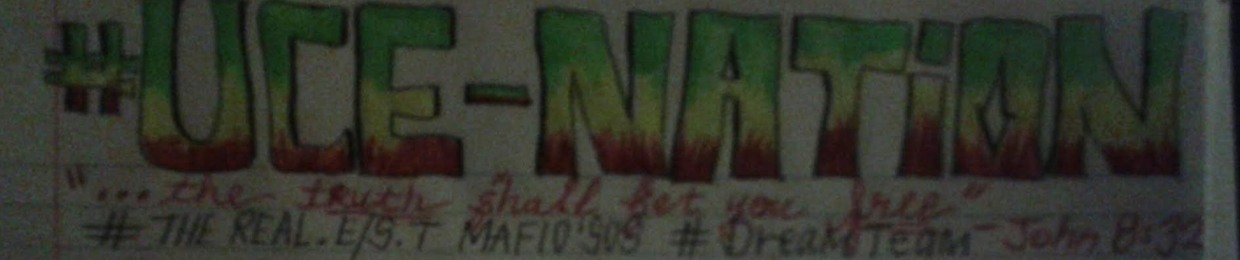 #UCE-NATiON
"... the truth shall set you free"
# THE REAL. E/S.T MAFIO'SOS # DreamTeam - John 8:32